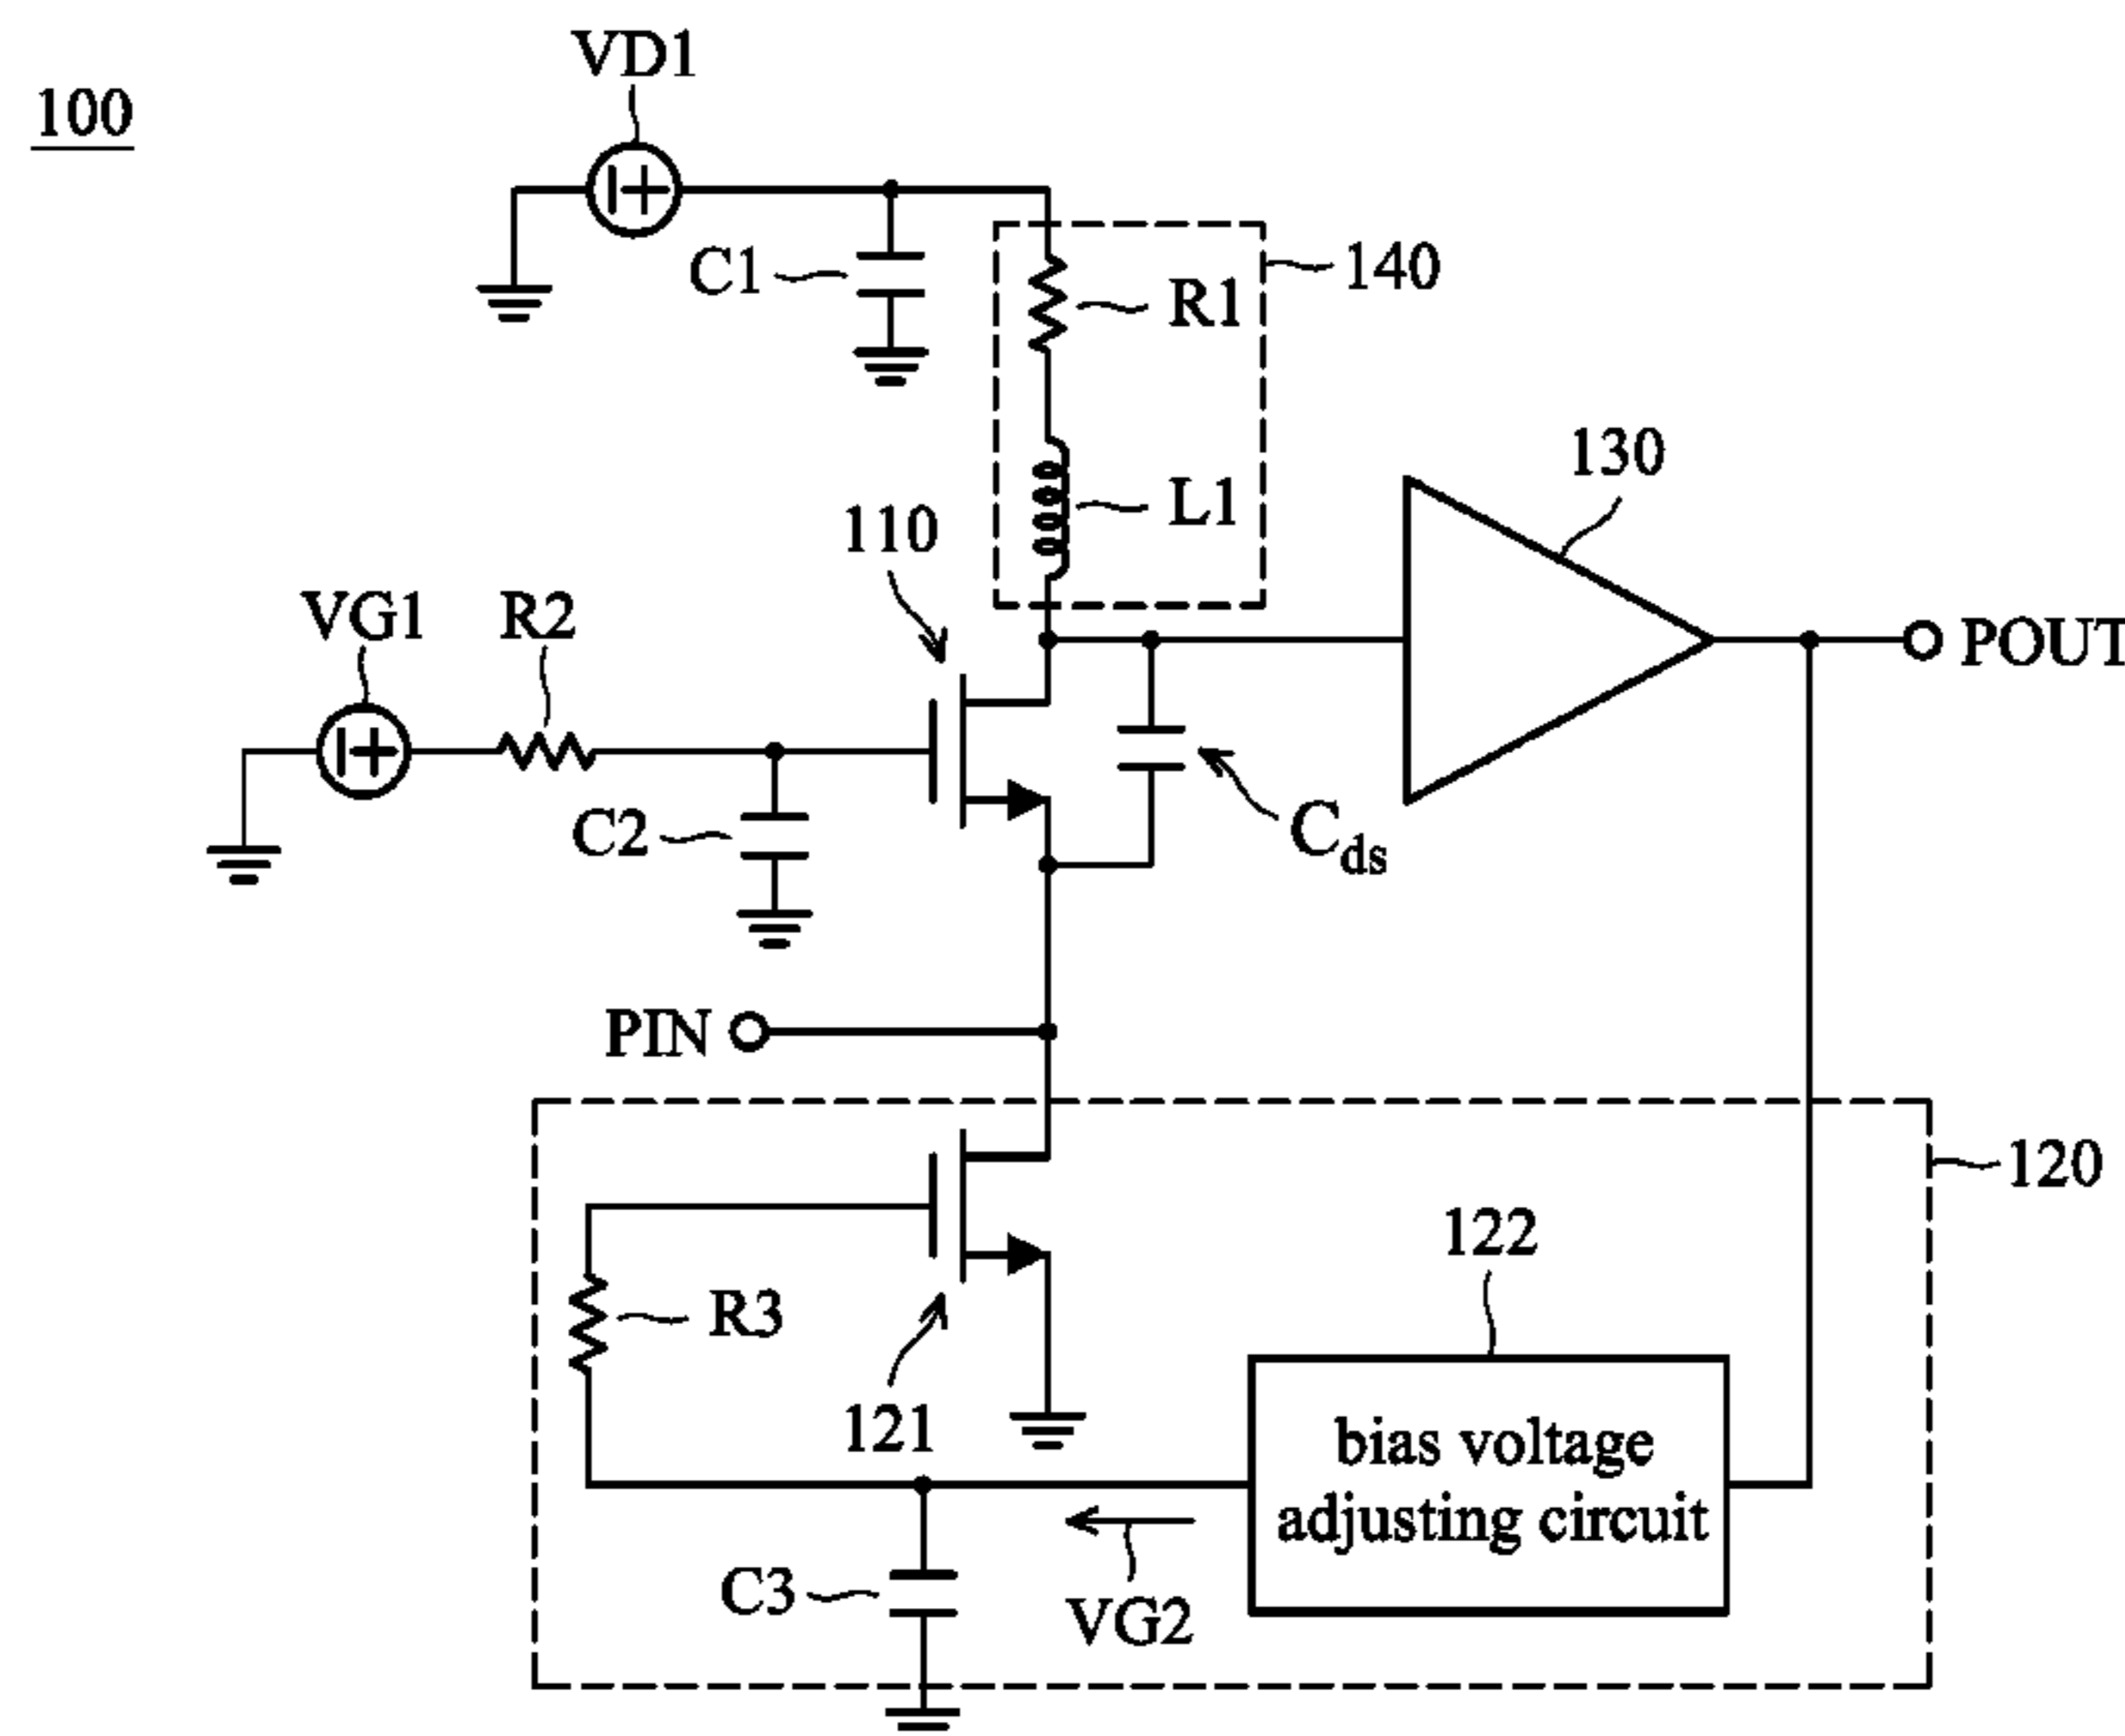 VD1
100
C1
R1
140
L1
130
110
VG1
R2
POUT
C2
Cds
PIN
120
122
R3
121
bias voltage
adjusting circuit
C3
VG2